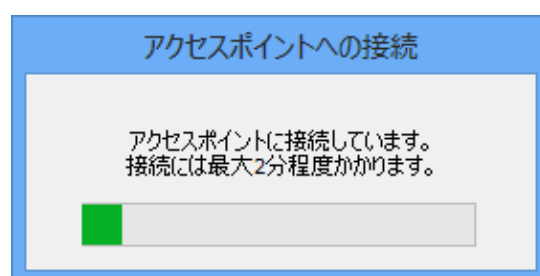 アクセスポイントへの接続
アクセスポイントに接続しています。
接続には最大2分程度かかります。